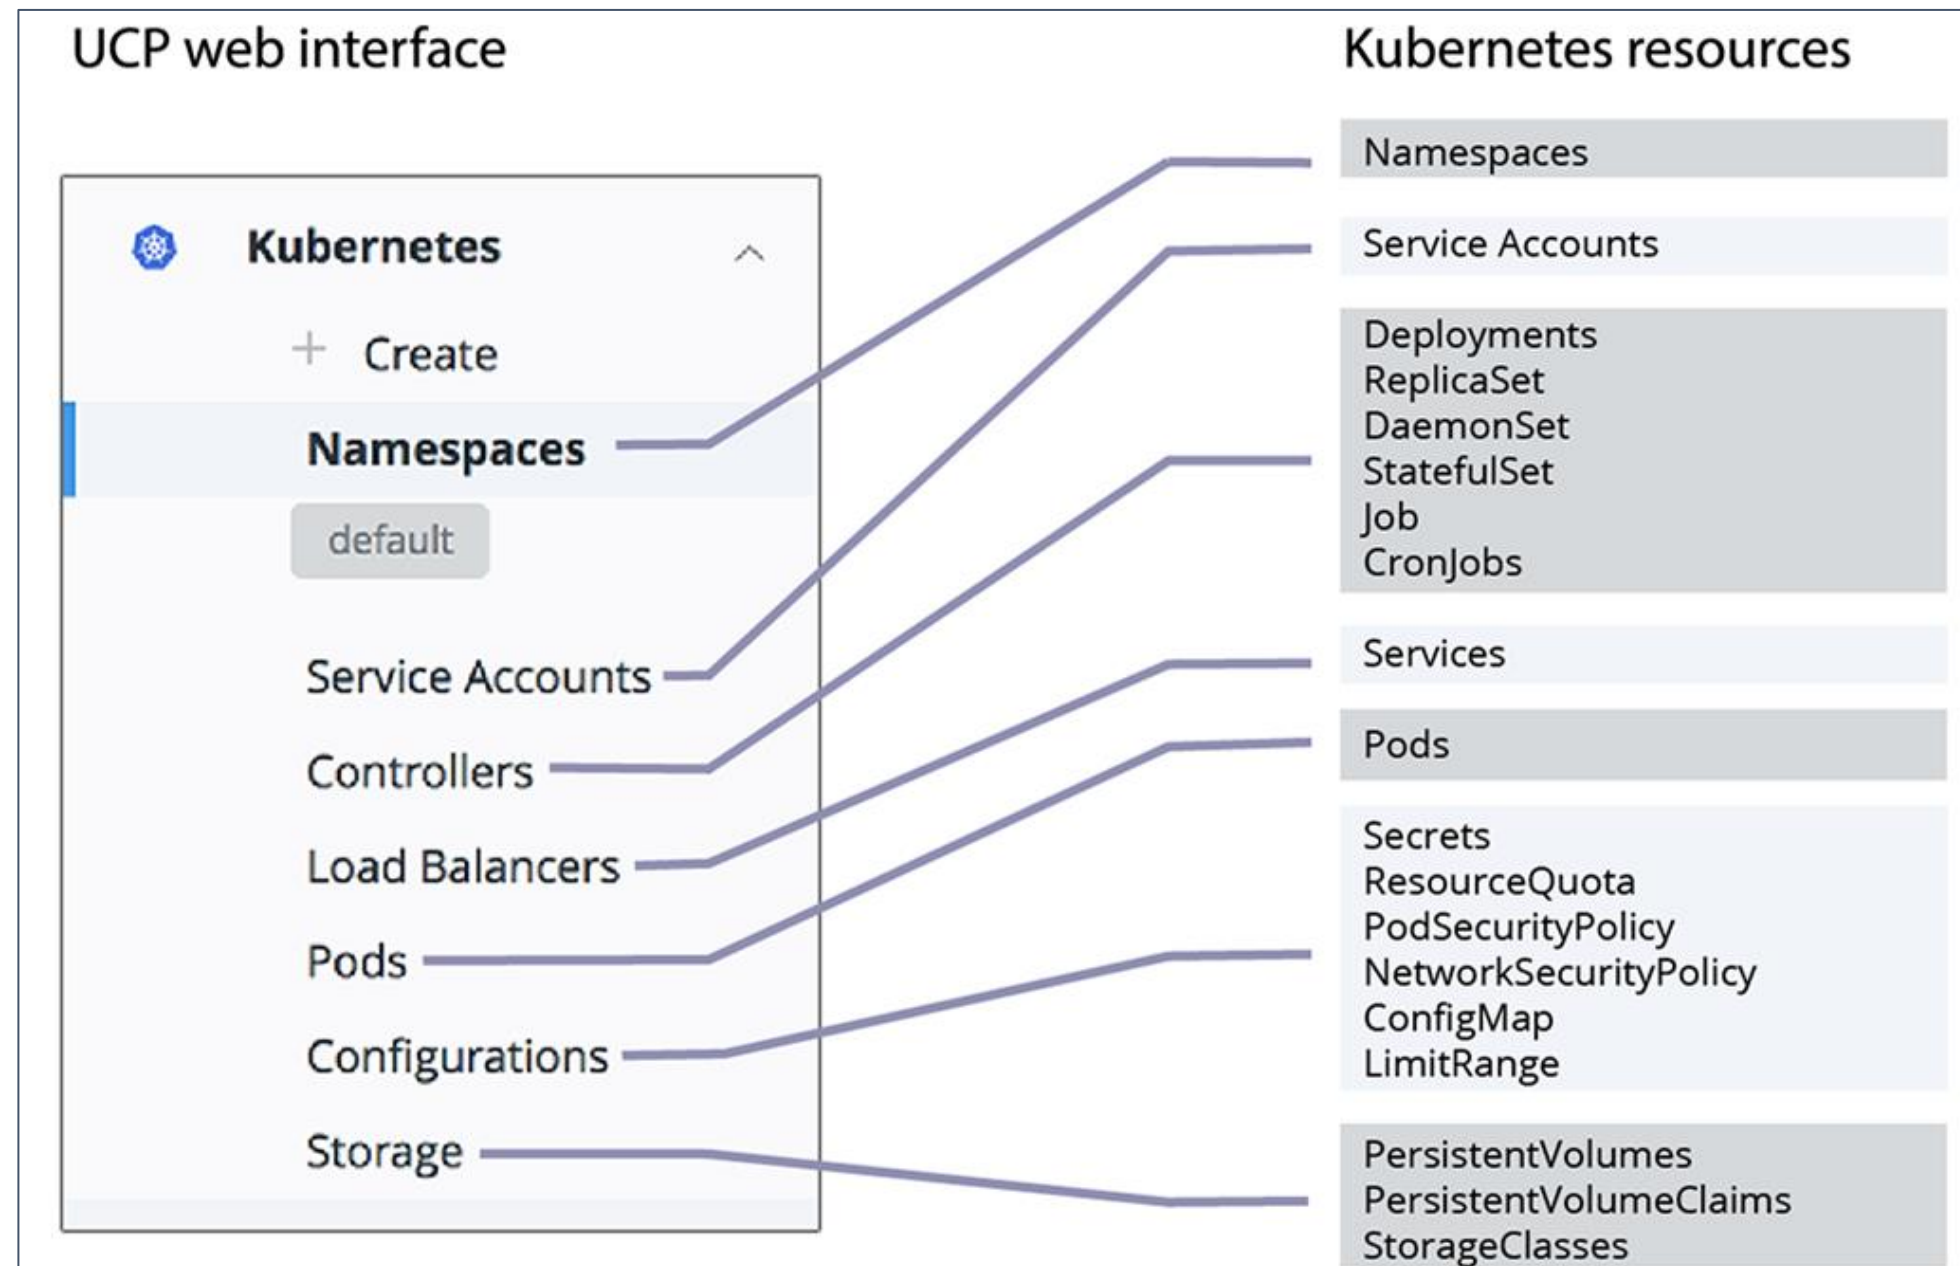 UCP web interface
Kubernetes
Create
Namespaces
default
Service Accounts
Controllers
Load Balancers
Pods
Configurations
Storage
Kubernetes resources
Namespaces
Service Accounts
Deployments
ReplicaSet
DaemonSet
StatefulSet
Job
CronJobs
Services
Pods
Secrets
ResourceQuota
PodSecurityPolicy
NetworkSecurityPolicy
ConfigMap
LimitRange
PersistentVolumes
PersistentVolumeClaims
StorageClasses